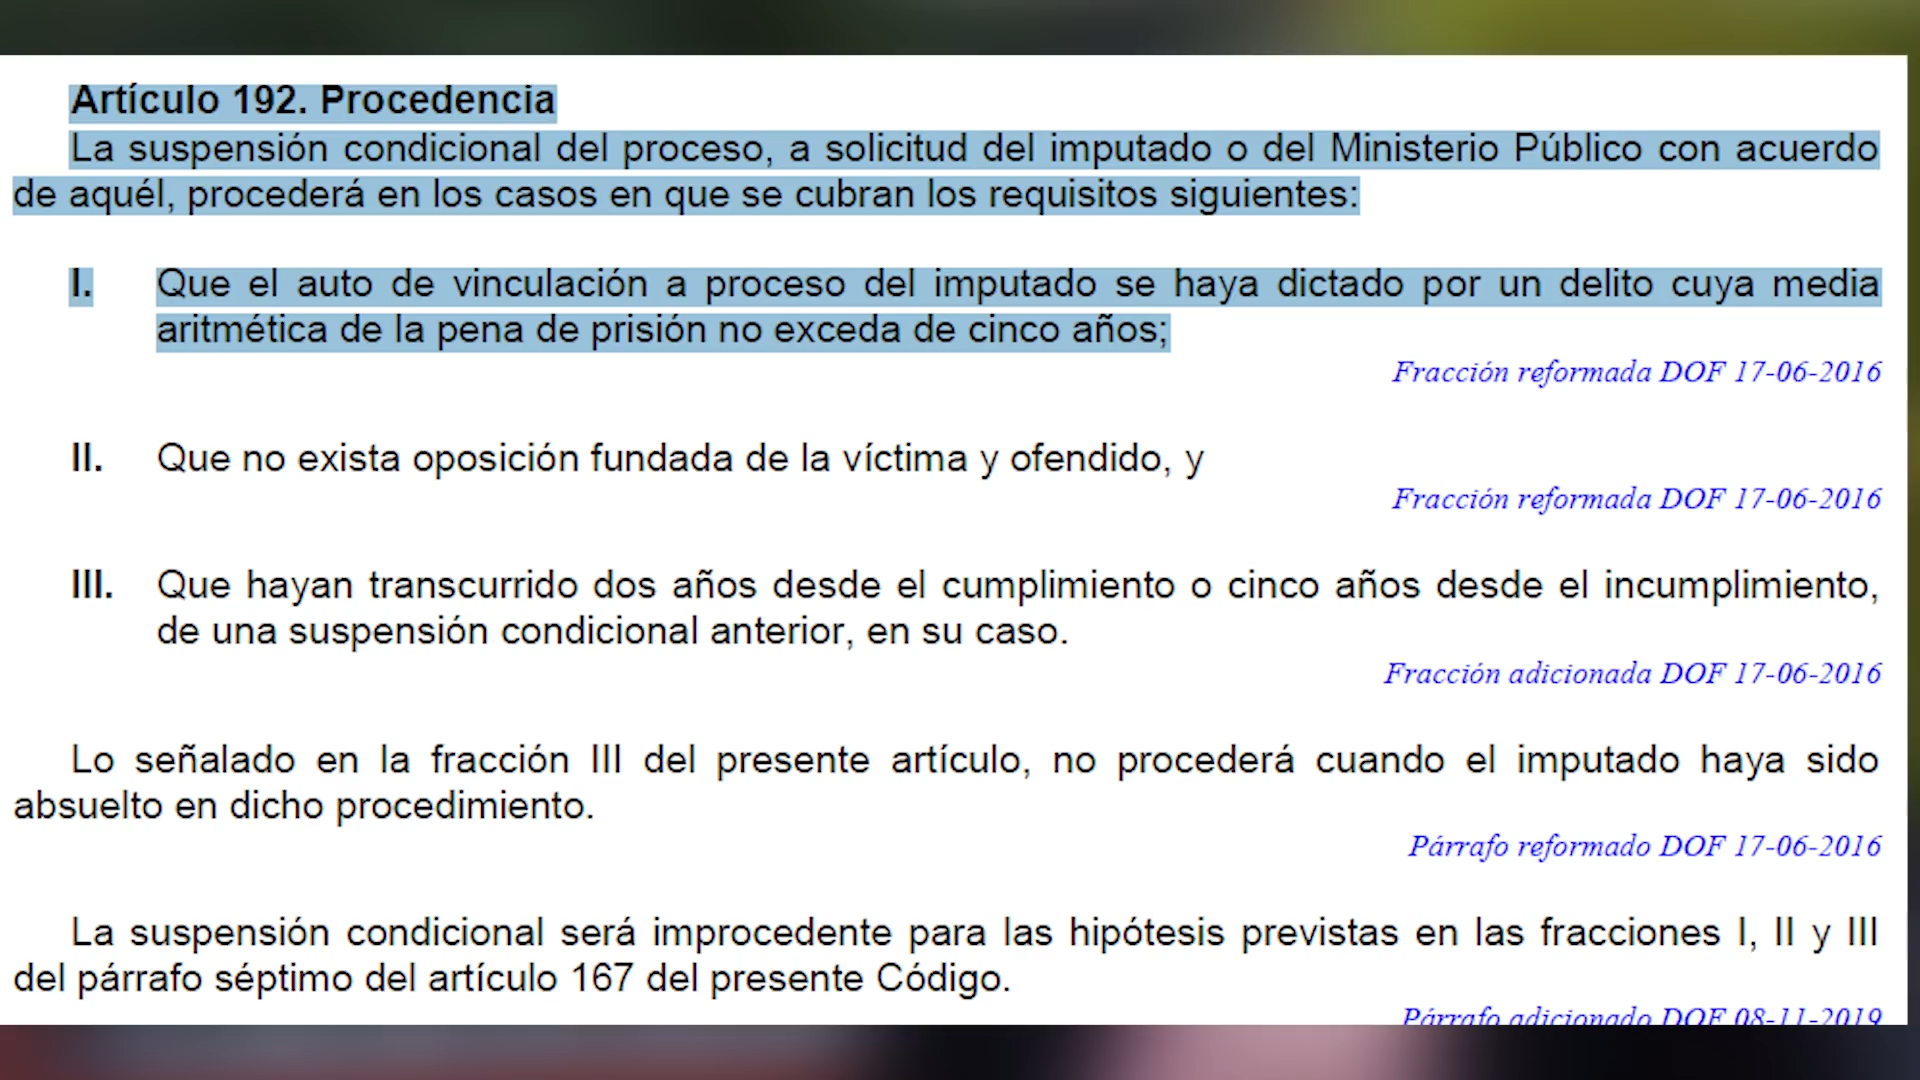 Artículo 192. Procedencia
La suspensión condicional del proceso, a solicitud del imputado o del Ministerio Público con acuerdo
de aquél, procederá en los casos en que se cubran los requisitos siguientes:
I. Que el auto de vinculación a proceso del imputado se haya dictado por un delito cuya media
aritmética de la pena de prisión no exceda de cinco años;
Fracción reformada DOF 17-06-2016
II. Que no exista oposición fundada de la víctima y ofendido, y
Fracción reformada DOF 17-06-2016
III. Que hayan transcurrido dos años desde el cumplimiento o cinco años desde el incumplimiento,
de una suspensión condicional anterior, en su caso.
Fracción adicionada DOF 17-06-2016
Lo señalado en la fracción III del presente artículo, no procederá cuando el imputado haya sido
absuelto en dicho procedimiento.
Párrafo reformado DOF 17-06-2016
La suspensión condicional será improcedente para las hipótesis previstas en las fracciones I, II y III
del párrafo séptimo del artículo 167 del presente Código.
Párrafo adicionado DOF 08-11-2019